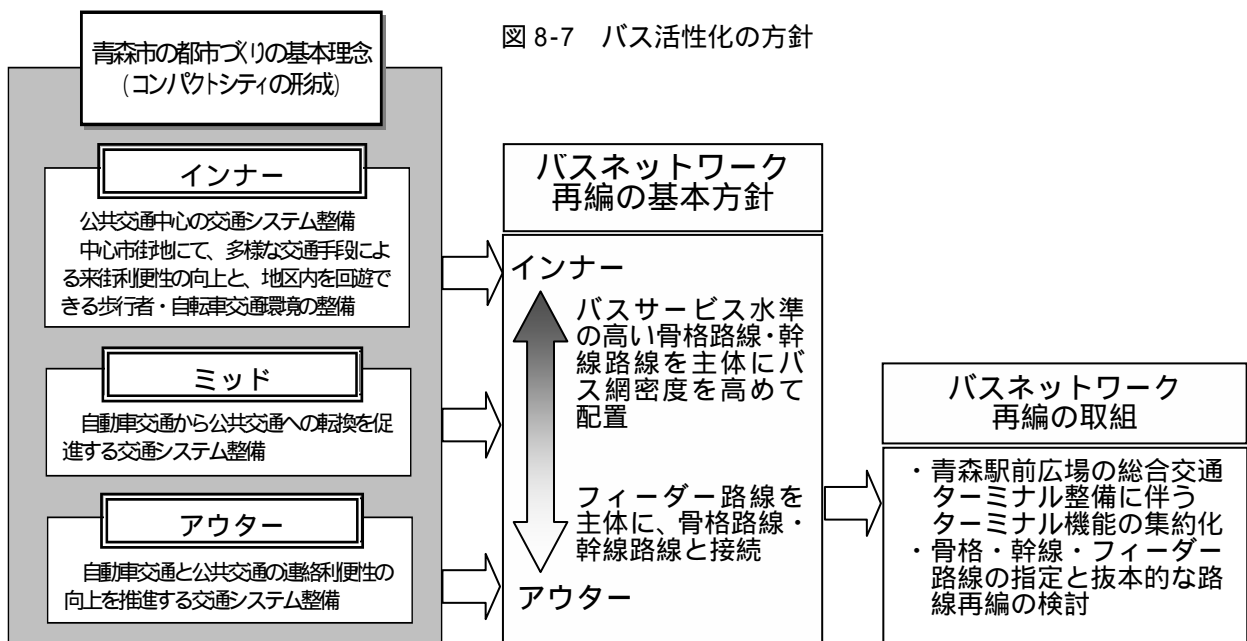 図 8-7 バス活性化の方針
青森市の都市づくりの基本理念
(コンパクトシティの形成)
インナー
公共交通中心の交通システム整備
中心市街地にて、多様な交通手段によ
る来街利便性の向上と、地区内を回遊で
きる歩行者・自転車交通環境の整備
ミッド
自動車交通から公共交通への転換を促
進する交通システム整備
アウター
自動車交通と公共交通の連絡利便性の
向上を推進する交通システム整備
バスネットワーク
再編の基本方針
インナー
バスサービス水準
の高い骨格路線・幹
線路線を主体にバ
ス網密度を高めて
配置
フィーダー路線を
主体に、骨格路線・
幹線路線と接続
アウター
バスネットワーク
再編の取組
・青森駅前広場の総合交通
ターミナル整備に伴う
ターミナル機能の集約化
・骨格・幹線・フィーダー
路線の指定と抜本的な路
線再編の検討